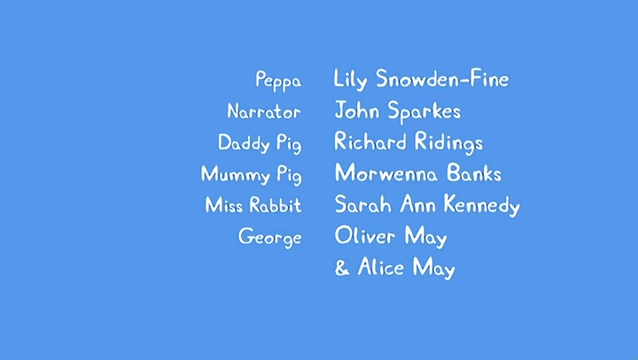 Peppa Lily Snowden-Fine
Narrator John Sparkes
Daddy Pig Richard Ridings
Mummy Pig Morwenna Banks
Miss Rabbit Sarah Ann Kennedy
George Oliver May
& Alice May